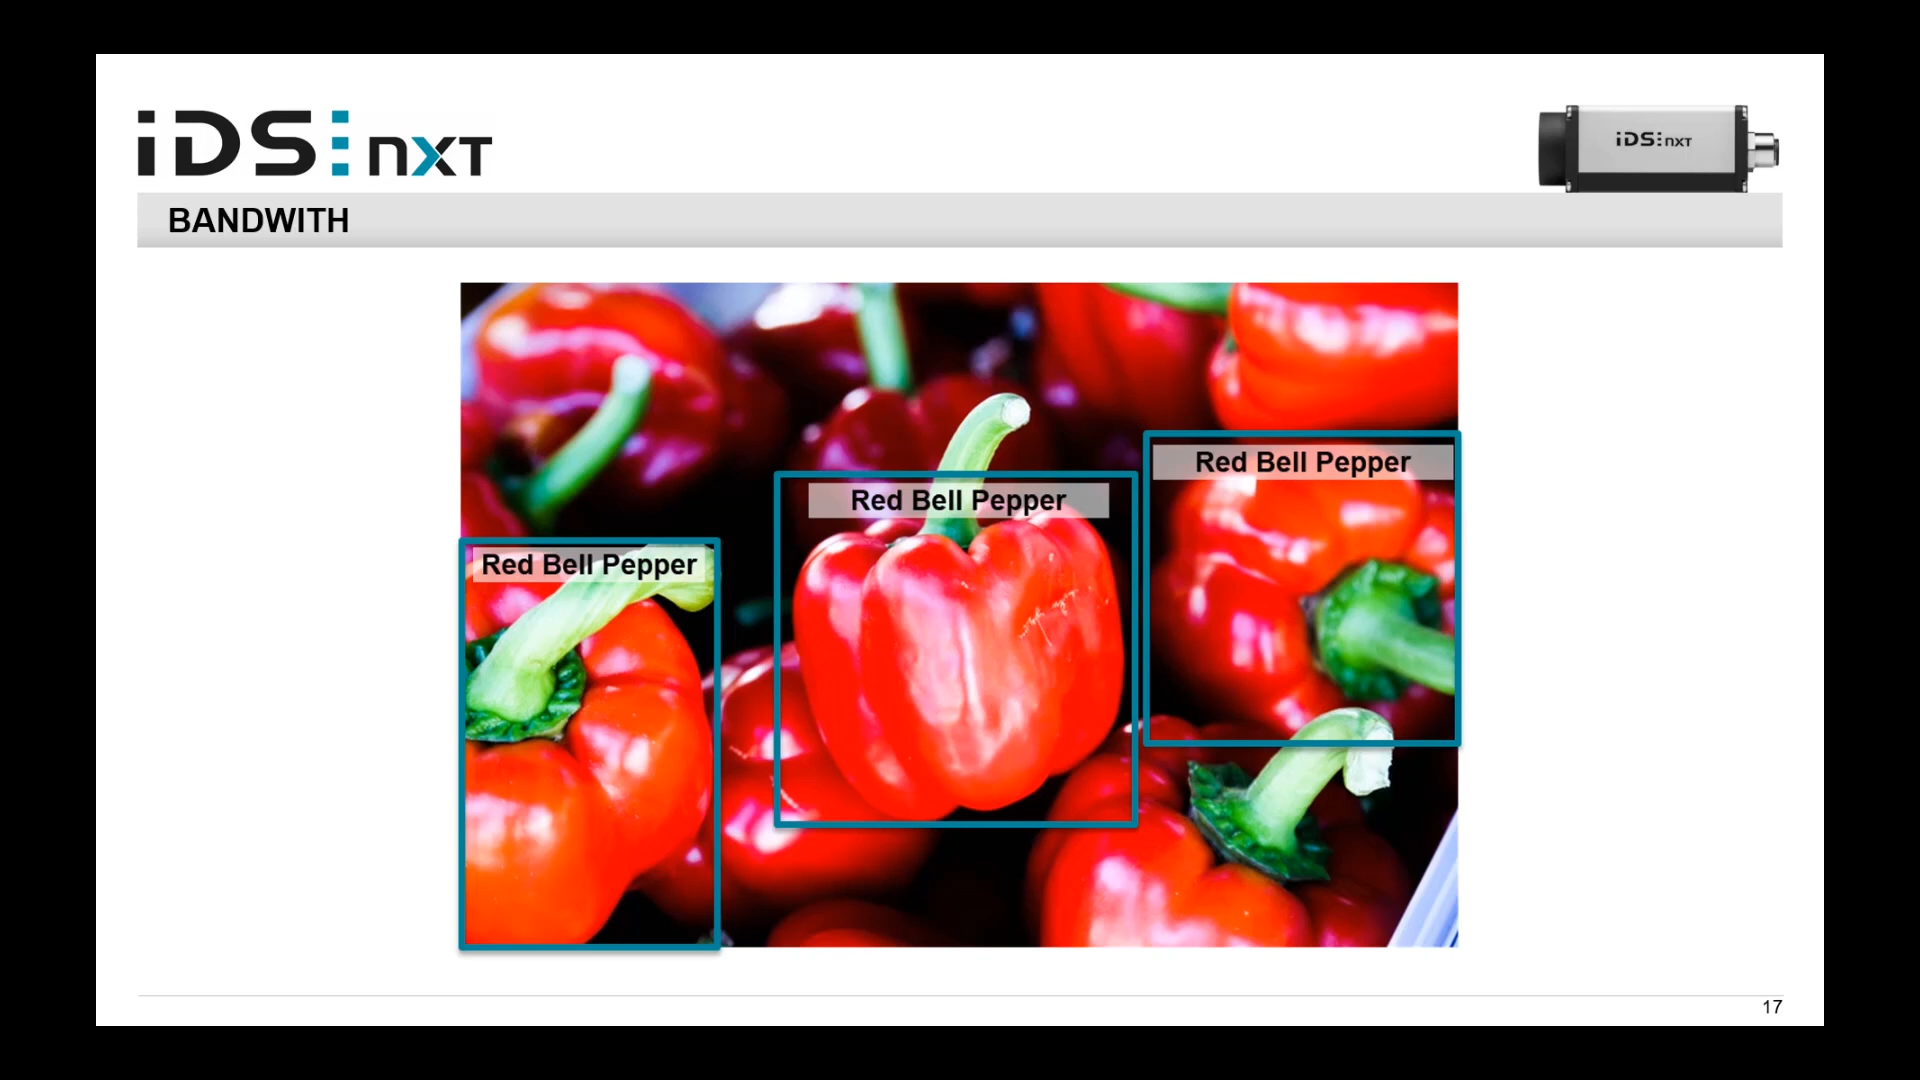 iDS nxt
iDS nxt
BANDWITH
Red Bell Pepper
Red Bell Pepper
Red Bell Pepper
17